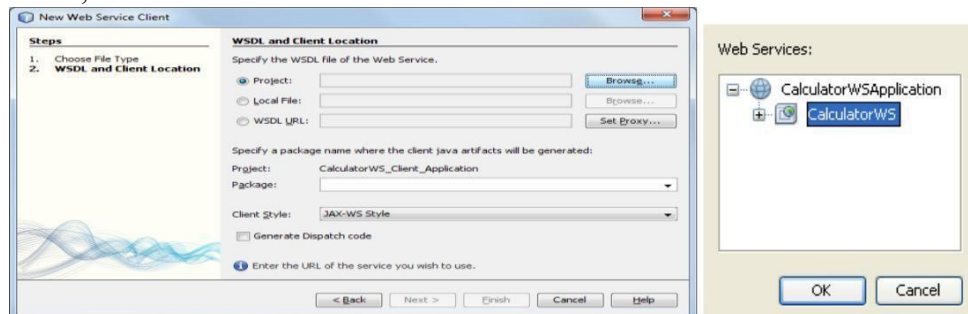 New Web Service Client
Steps
1. Choose File Type
2. WSDL and Client Location
WSDL and Client Location
Specify the WSDL file of the Web Service.
Project:
Browse...
Local File:
Browse...
WSDL URL:
Set Proxy...
Specify a package name where the client java artifacts will be generated:
Project: CalculatorWS_Client_Application
Package:
Client Style: JAX-WS Style
Generate Dispatch code
Enter the URL of the service you wish to use.
< Back Next > Finish Cancel Help
Web Services:
CalculatorWSApplication
CalculatorWS
OK Cancel